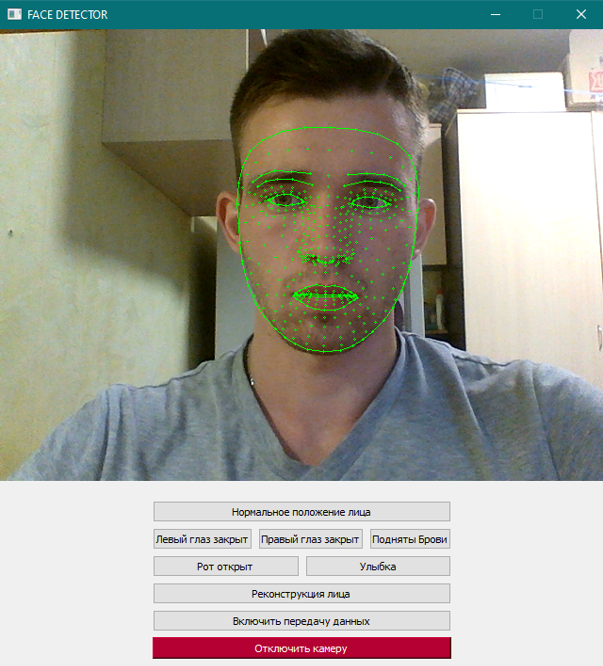 FACE DETECTOR
Нормальное положение лица
Левый глаз закрыт Правый глаз закрыт Подняты Брови
Рот открыт Улыбка
Реконструкция лица
Включить передачу данных
Отключить камеру